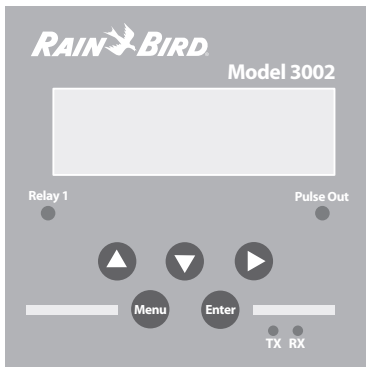 RAIN BIRD
Model 3002
Relay 1
Pulse Out
Menu
Enter
TX RX